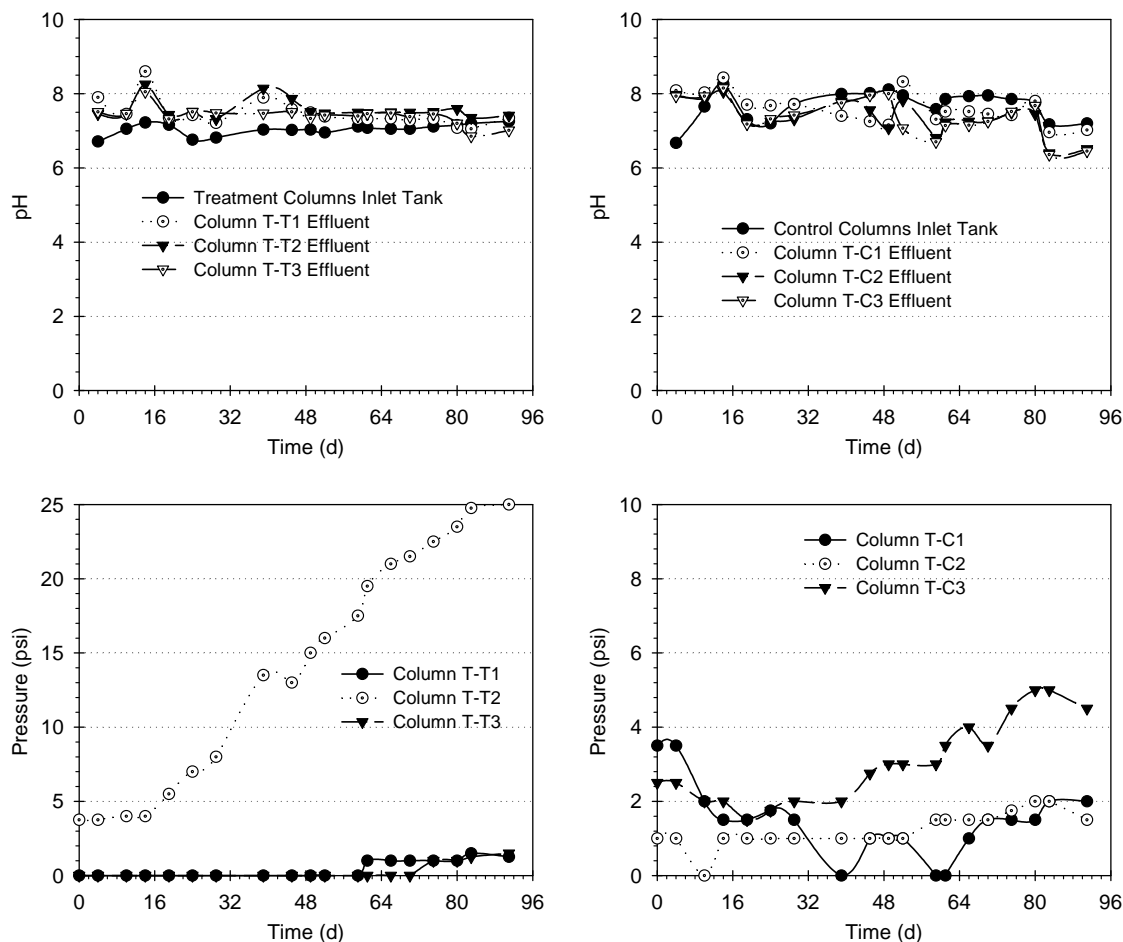 10
8
6
4
2
0
pH
0 16 32 48 64 80 96
Time (d)
Treatment Columns Inlet Tank
Column T-T1 Effluent
Column T-T2 Effluent
Column T-T3 Effluent
10
8
6
4
2
0
pH
0 16 32 48 64 80 96
Time (d)
Control Columns Inlet Tank
Column T-C1 Effluent
Column T-C2 Effluent
Column T-C3 Effluent
25
20
15
10
5
0
Pressure (psi)
0 16 32 48 64 80 96
Time (d)
Column T-T1
Column T-T2
Column T-T3
10
8
6
4
2
0
Pressure (psi)
0 16 32 48 64 80 96
Time (d)
Column T-C1
Column T-C2
Column T-C3